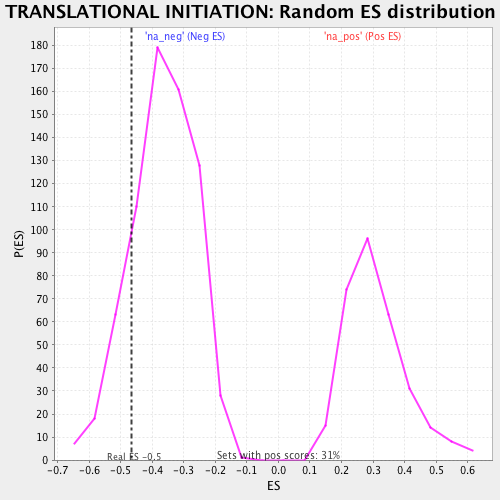 TRANSLATIONAL INITIATION: Random ES distribution
'na_neg' (Neg ES)
'na_pos' (Pos ES)
180
170
160
150
140
130
120
110
100
90
80
70
60
50
40
30
20
10
0
P(ES)
Real ES -0.5
Sets with pos scores: 31%
-0.7 -0.6 -0.5 -0.4 -0.3 -0.2 -0.1 0.0 0.1 0.2 0.3 0.4 0.5 0.6
ES